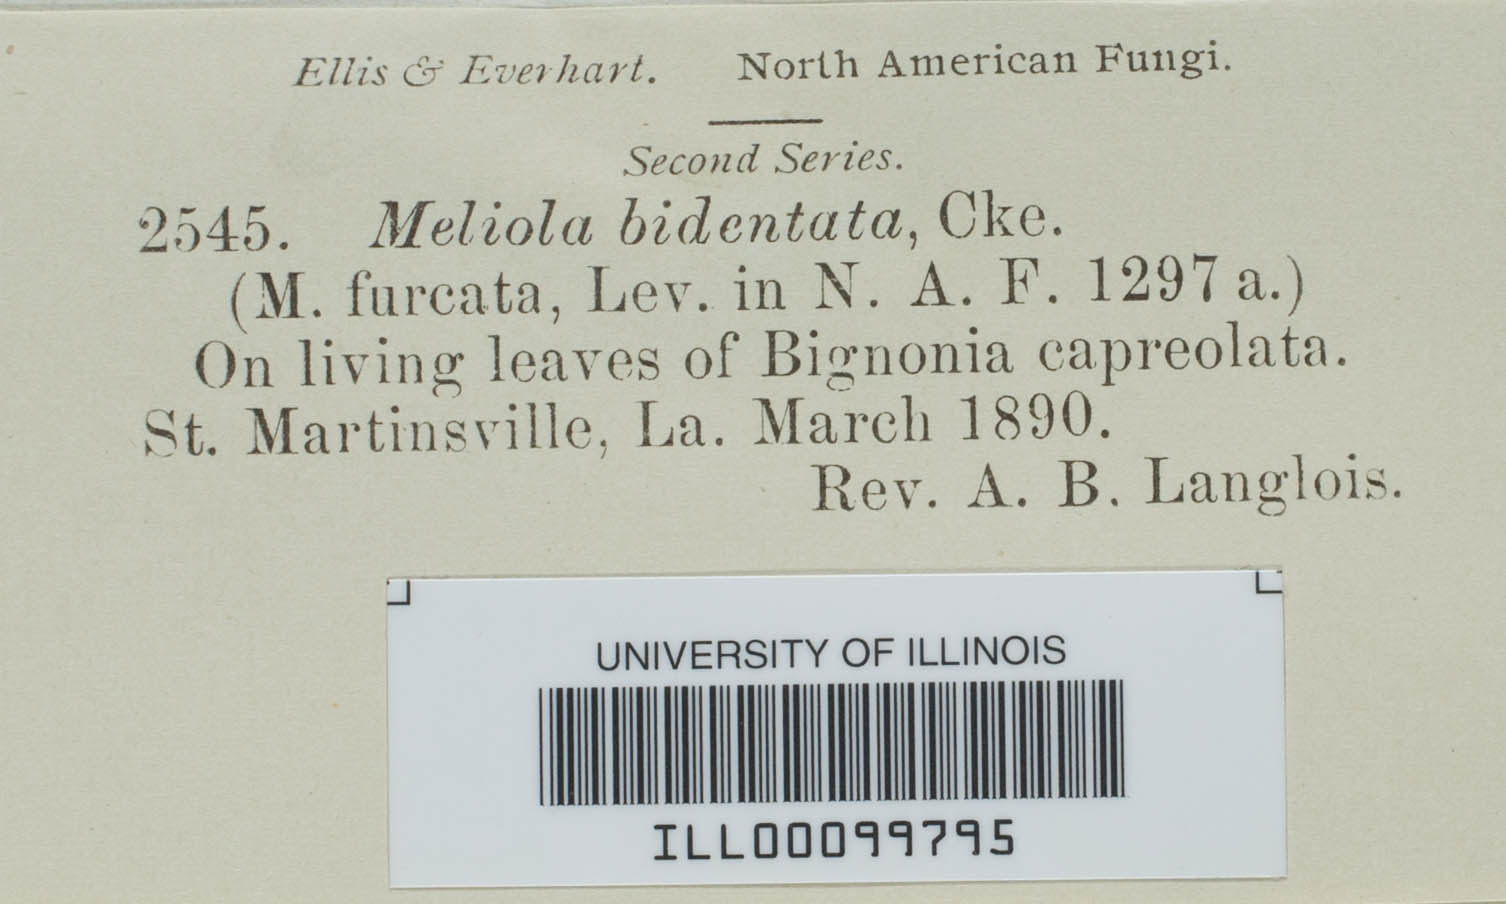 Ellis & Everhart. North American Fungi.
Second Series.
2545. Meliola bidentata, Cke.
(M. furcata, Lev. in N. A. F. 1297 a.)
On living leaves of Bignonia capreolata.
St. Martinsville, La. March 1890.
Rev. A. B. Langlois.
UNIVERSITY OF ILLINOIS
ILL00099795